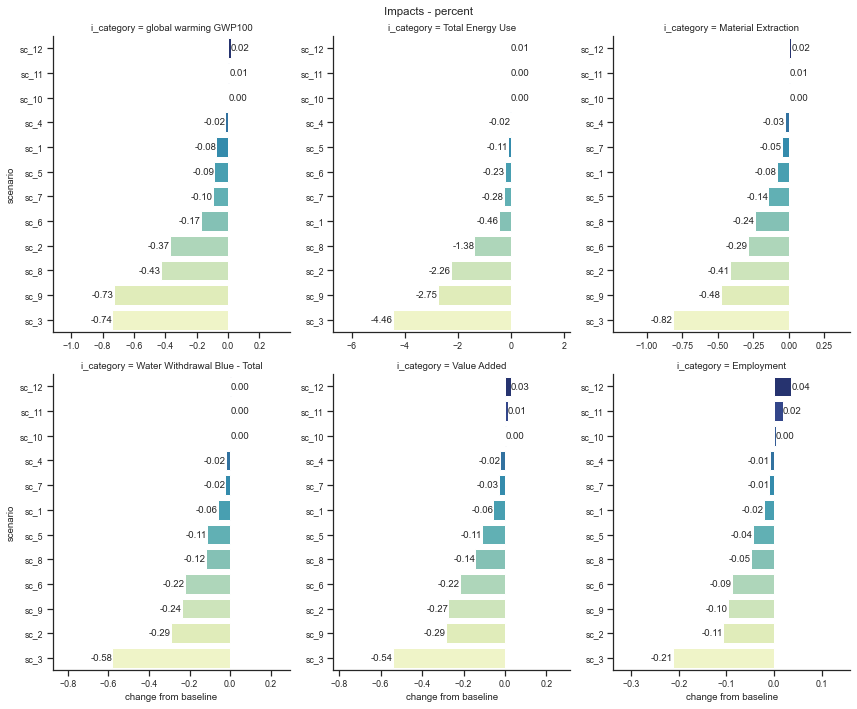 Impacts - percent
i_category = global warming GWP100
sc_12 0.02
sc_11 0.01
sc_10 0.00
sc_4 -0.02
sc_1 -0.08
sc_5 -0.09
sc_7 -0.10
sc_6 -0.17
sc_2 -0.37
sc_8 -0.43
sc_9 -0.73
sc_3 -0.74
scenario
−1.0 −0.8 −0.6 −0.4 −0.2 0.0 0.2
i_category = Total Energy Use
sc_12 0.01
sc_11 0.00
sc_10 0.00
sc_4 -0.02
sc_5 -0.11
sc_6 -0.23
sc_7 -0.28
sc_1 -0.46
sc_8 -1.38
sc_2 -2.26
sc_9 -2.75
sc_3 -4.46
−6 −4 −2 0 2
i_category = Material Extraction
sc_12 0.02
sc_11 0.01
sc_10 0.00
sc_4 -0.03
sc_7 -0.05
sc_1 -0.08
sc_5 -0.14
sc_8 -0.24
sc_6 -0.29
sc_2 -0.41
sc_9 -0.48
sc_3 -0.82
−1.00 −0.75 −0.50 −0.25 0.00 0.25
i_category = Water Withdrawal Blue - Total
sc_12 0.00
sc_11 0.00
sc_10 0.00
sc_4 -0.02
sc_7 -0.02
sc_1 -0.06
sc_5 -0.11
sc_8 -0.12
sc_6 -0.22
sc_9 -0.24
sc_2 -0.29
sc_3 -0.58
scenario
−0.8 −0.6 −0.4 −0.2 0.0 0.2
change from baseline
i_category = Value Added
sc_12 0.03
sc_11 0.01
sc_10 0.00
sc_4 -0.02
sc_7 -0.03
sc_1 -0.06
sc_5 -0.11
sc_8 -0.14
sc_6 -0.22
sc_2 -0.27
sc_9 -0.29
sc_3 -0.54
−0.8 −0.6 −0.4 −0.2 0.0 0.2
change from baseline
i_category = Employment
sc_12 0.04
sc_11 0.02
sc_10 0.00
sc_4 -0.01
sc_7 -0.01
sc_1 -0.02
sc_5 -0.04
sc_8 -0.05
sc_6 -0.09
sc_9 -0.10
sc_2 -0.11
sc_3 -0.21
−0.3 −0.2 −0.1 0.0 0.1
change from baseline